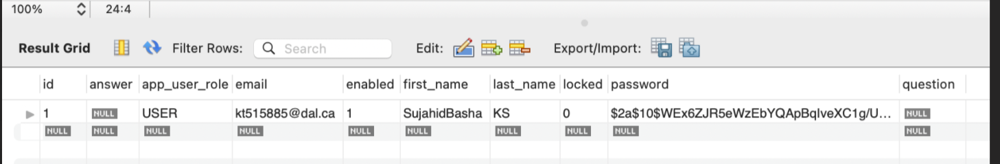 100% 24:4
Result Grid Filter Rows: Search Edit: Export/Import:
id answer app_user_role email enabled first_name last_name locked password question
1 NULL USER kt515885@dal.ca 1 SujahidBasha KS 0 $2a$10$WEx6ZJR5eWzEbYQApBqIveXC1g/U... NULL
NULL NULL NULL NULL NULL NULL NULL NULL NULL NULL